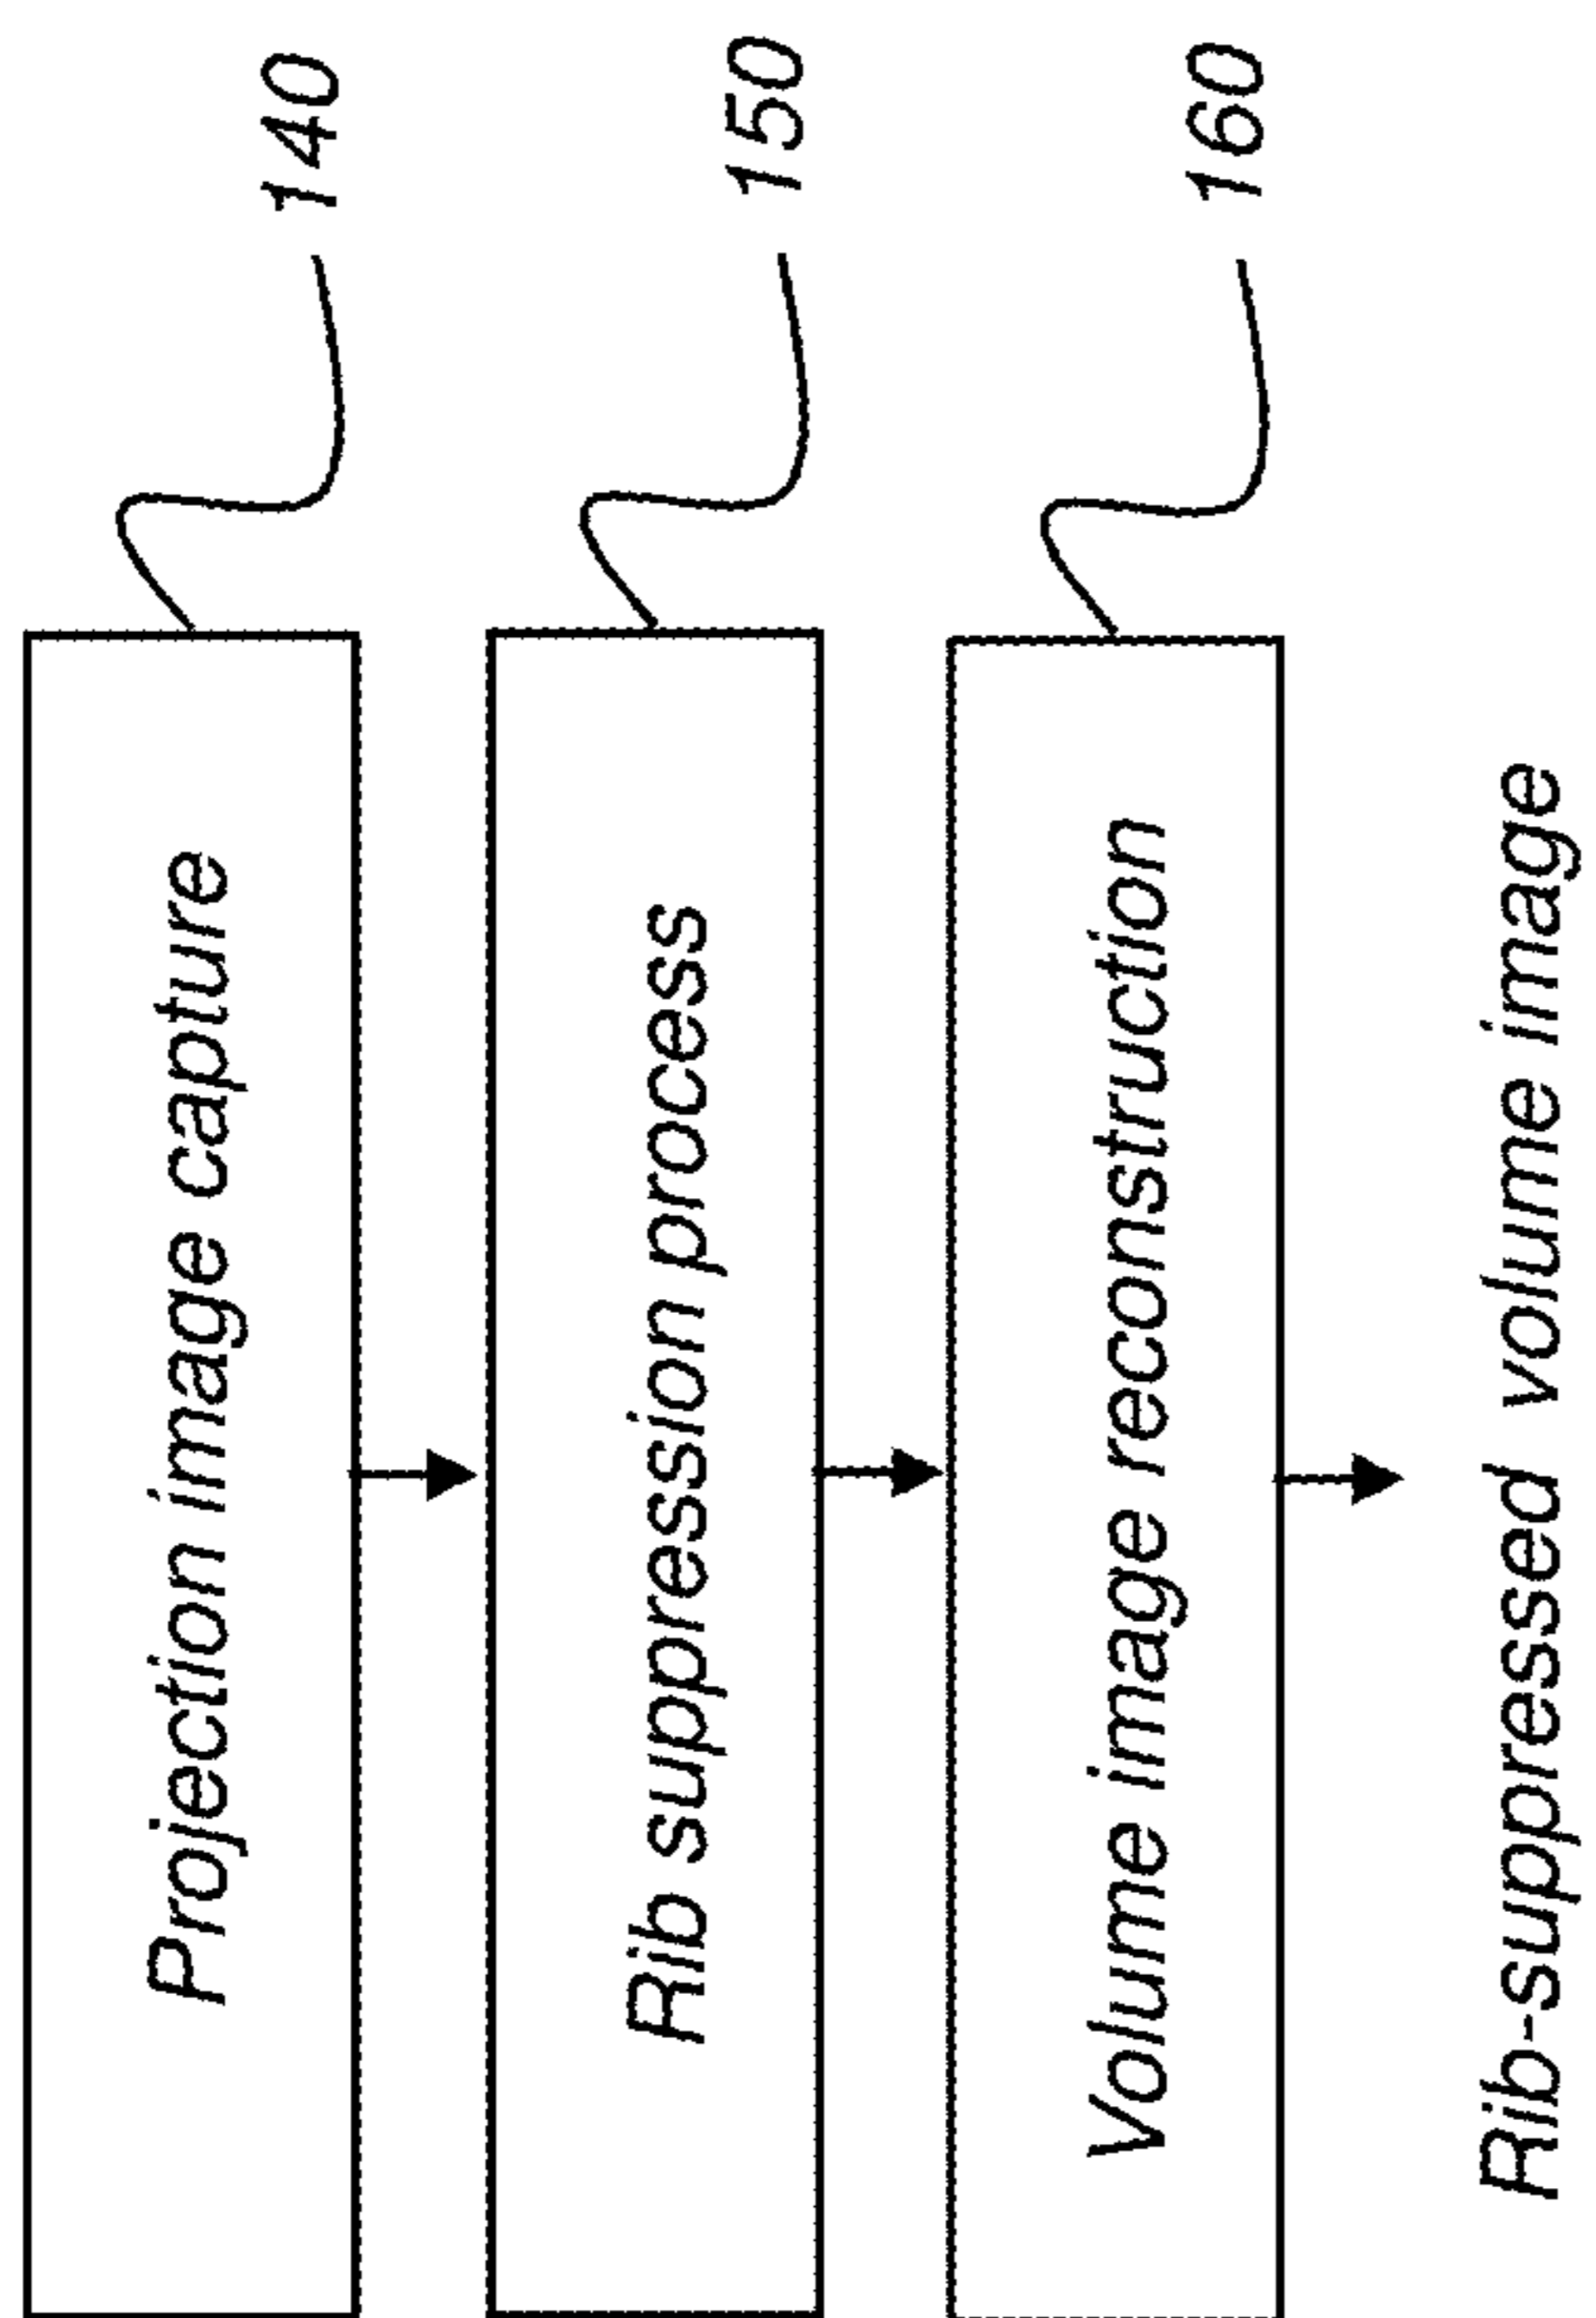 Projection image capture
140
Rib suppression process
150
Volume image reconstruction
160
Rib-suppressed volume image